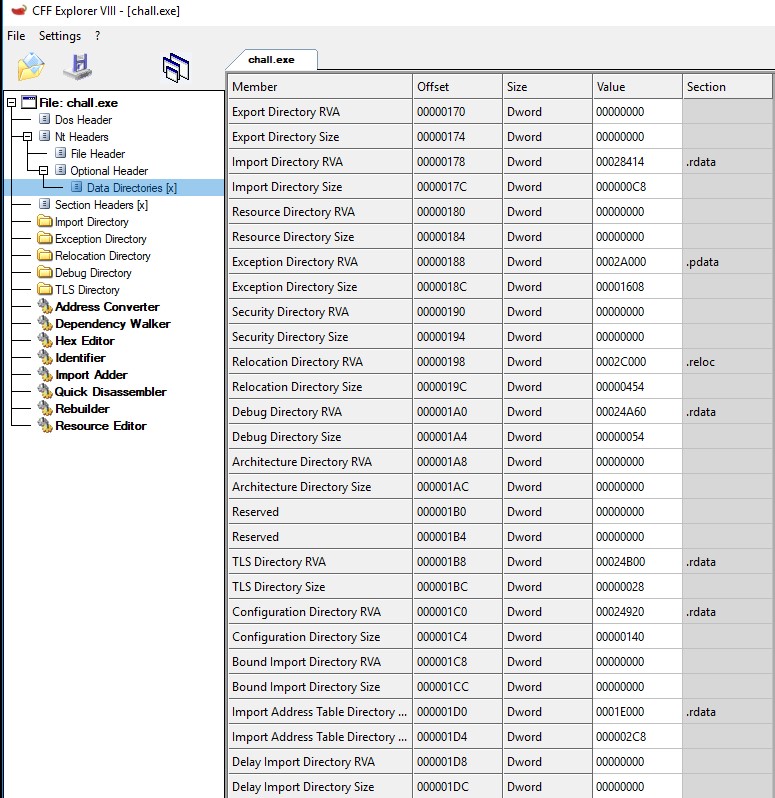 CFF Explorer VIII - [chall.exe]
File Settings ?
chall.exe
File: chall.exe
Dos Header
Nt Headers
File Header
Optional Header
Data Directories [x]
Section Headers [x]
Import Directory
Exception Directory
Relocation Directory
Debug Directory
TLS Directory
Address Converter
Dependency Walker
Hex Editor
Identifier
Import Adder
Quick Disassembler
Rebuilder
Resource Editor
Member Offset Size Value Section
Export Directory RVA 00000170 Dword 00000000
Export Directory Size 00000174 Dword 00000000
Import Directory RVA 00000178 Dword 00028414 .rdata
Import Directory Size 0000017C Dword 000000C8
Resource Directory RVA 00000180 Dword 00000000
Resource Directory Size 00000184 Dword 00000000
Exception Directory RVA 00000188 Dword 0002A000 .pdata
Exception Directory Size 0000018C Dword 00001608
Security Directory RVA 00000190 Dword 00000000
Security Directory Size 00000194 Dword 00000000
Relocation Directory RVA 00000198 Dword 0002C000 .reloc
Relocation Directory Size 0000019C Dword 00000454
Debug Directory RVA 000001A0 Dword 00024A60 .rdata
Debug Directory Size 000001A4 Dword 00000054
Architecture Directory RVA 000001A8 Dword 00000000
Architecture Directory Size 000001AC Dword 00000000
Reserved 000001B0 Dword 00000000
Reserved 000001B4 Dword 00000000
TLS Directory RVA 000001B8 Dword 00024B00 .rdata
TLS Directory Size 000001BC Dword 00000028
Configuration Directory RVA 000001C0 Dword 00024920 .rdata
Configuration Directory Size 000001C4 Dword 00000140
Bound Import Directory RVA 000001C8 Dword 00000000
Bound Import Directory Size 000001CC Dword 00000000
Import Address Table Directory ... 000001D0 Dword 0001E000 .rdata
Import Address Table Directory ... 000001D4 Dword 000002C8
Delay Import Directory RVA 000001D8 Dword 00000000
Delay Import Directory Size 000001DC Dword 00000000